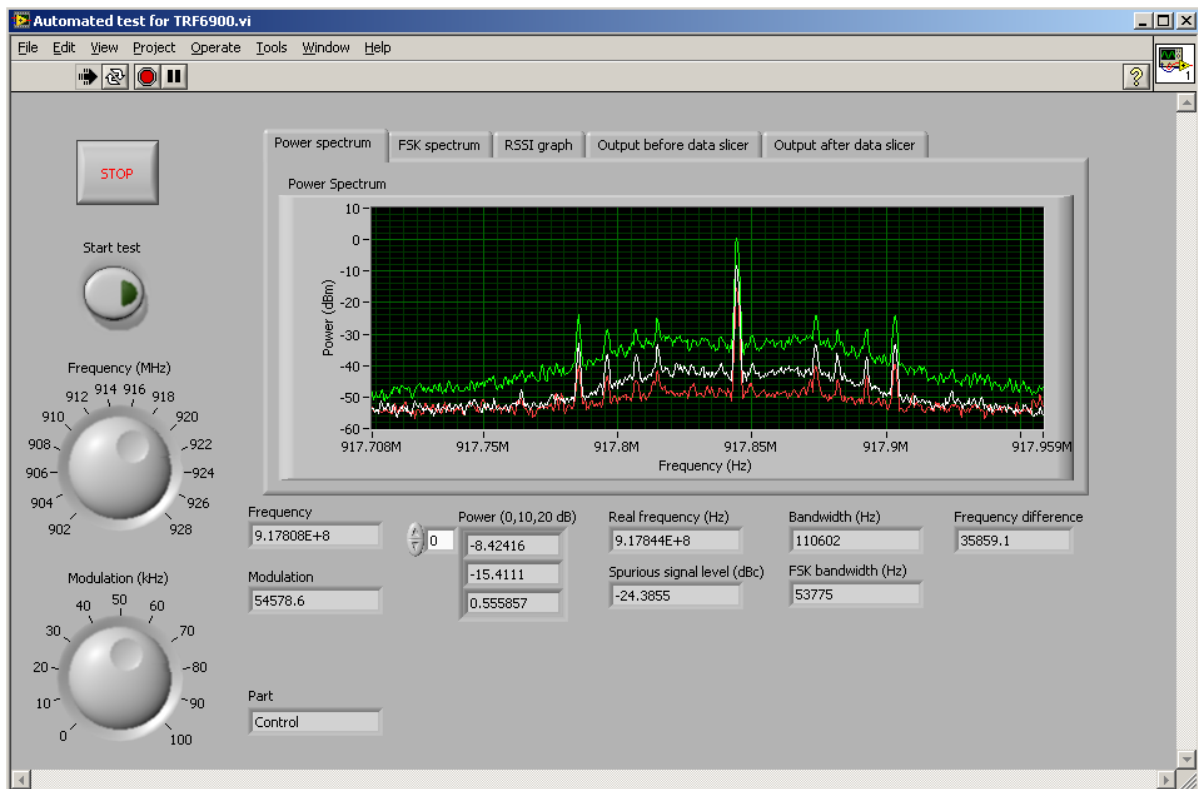 Automated test for TRF6900.vi
File Edit View Project Operate Tools Window Help
1
STOP
Start test
Frequency (MHz)
902 904 906 908 910 912 914 916 918 920 922 924 926 928
Modulation (kHz)
0 10 20 30 40 50 60 70 80 90 100
Power spectrum FSK spectrum RSSI graph Output before data slicer Output after data slicer
Power Spectrum
Power (dBm)
10
0
-10
-20
-30
-40
-50
-60
917.708M 917.75M 917.8M 917.85M 917.9M 917.959M
Frequency (Hz)
Frequency
9.17808E+8
Modulation
54578.6
Part
Control
Power (0,10,20 dB)
0
-8.42416
-15.4111
0.555857
Real frequency (Hz)
9.17844E+8
Spurious signal level (dBc)
-24.3855
Bandwidth (Hz)
110602
FSK bandwidth (Hz)
53775
Frequency difference
35859.1